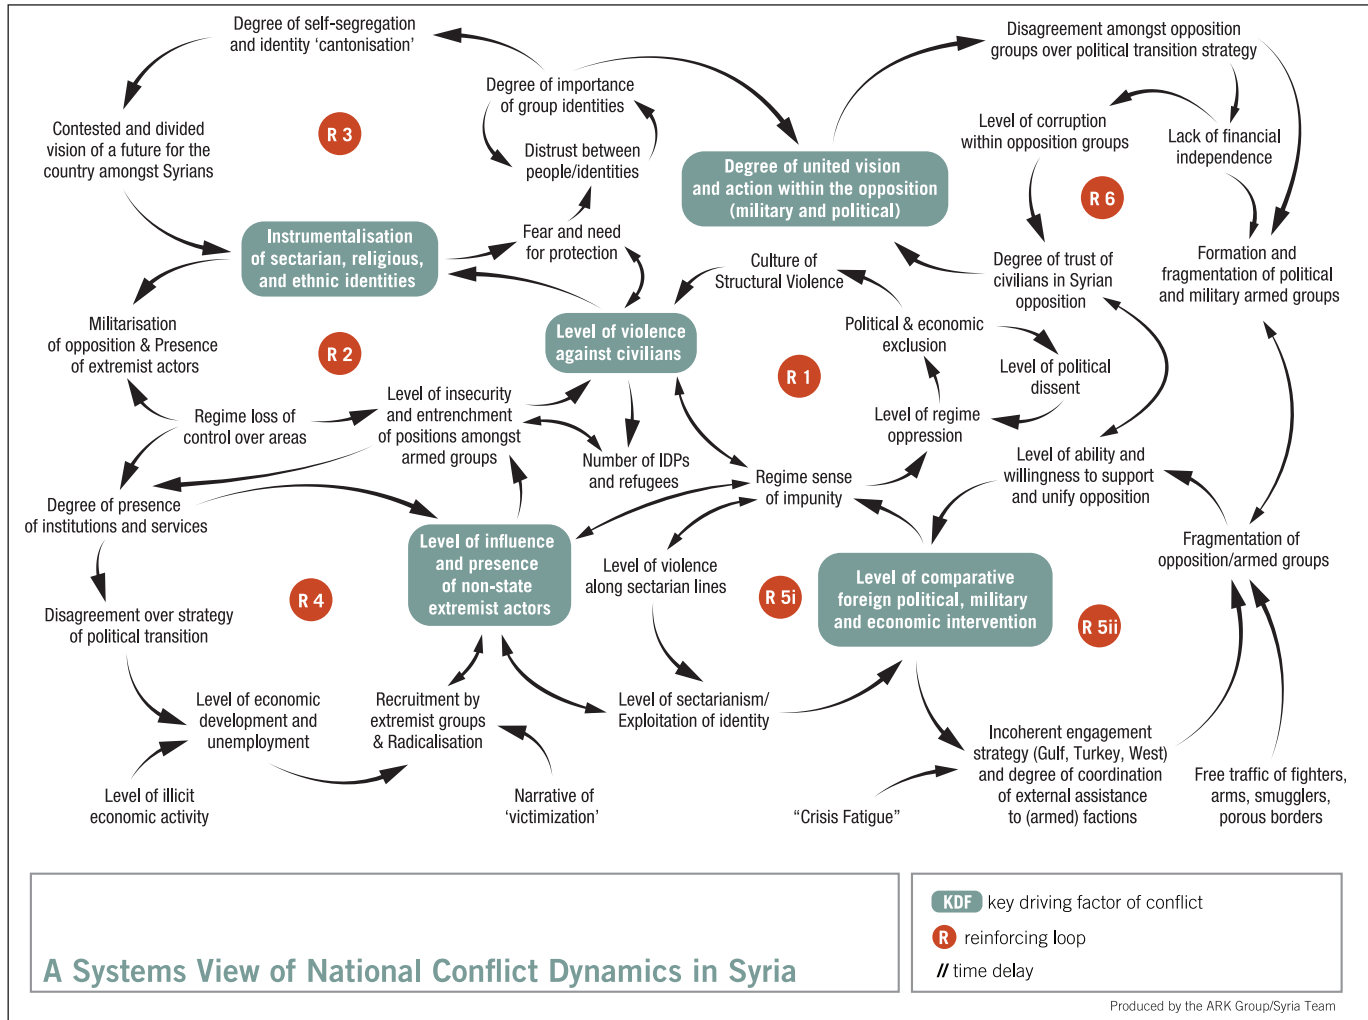 Degree of self-segregation
and identity ‘cantonisation’
Disagreement amongst opposition
groups over political transition strategy
Degree of importance
of group identities
Contested and divided
vision of a future for the
country amongst Syrians
R 3
Level of corruption
within opposition groups
Lack of financial
independence
Distrust between
people/identities
Degree of united vision
and action within the opposition
(military and political)
R 6
Instrumentalisation
of sectarian, religious,
and ethnic identities
Fear and need
for protection
Culture of
Structural Violence
Degree of trust of
civilians in Syrian
opposition
Formation and
fragmentation of political
and military armed groups
Militarisation
of opposition & Presence
of extremist actors
R 2
Level of violence
against civilians
Political & economic
exclusion
R 1
Level of political
dissent
Regime loss of
control over areas
Level of insecurity
and entrenchment
of positions amongst
armed groups
Level of regime
oppression
Number of IDPs
and refugees
Regime sense
of impunity
Level of ability and
willingness to support
and unify opposition
Degree of presence
of institutions and services
Level of influence
and presence
of non-state
extremist actors
Fragmentation of
opposition/armed groups
Level of violence
along sectarian lines
R 5i
Level of comparative
foreign political, military
and economic intervention
R 5ii
R 4
Disagreement over strategy
of political transition
Level of economic
development and
unemployment
Recruitment by
extremist groups
& Radicalisation
Level of sectarianism/
Exploitation of identity
Incoherent engagement
strategy (Gulf, Turkey, West)
and degree of coordination
of external assistance
to (armed) factions
Level of illicit
economic activity
Narrative of
‘victimization’
“Crisis Fatigue”
Free traffic of fighters,
arms, smugglers,
porous borders
A Systems View of National Conflict Dynamics in Syria
KDF key driving factor of conflict
R reinforcing loop
// time delay
Produced by the ARK Group/Syria Team